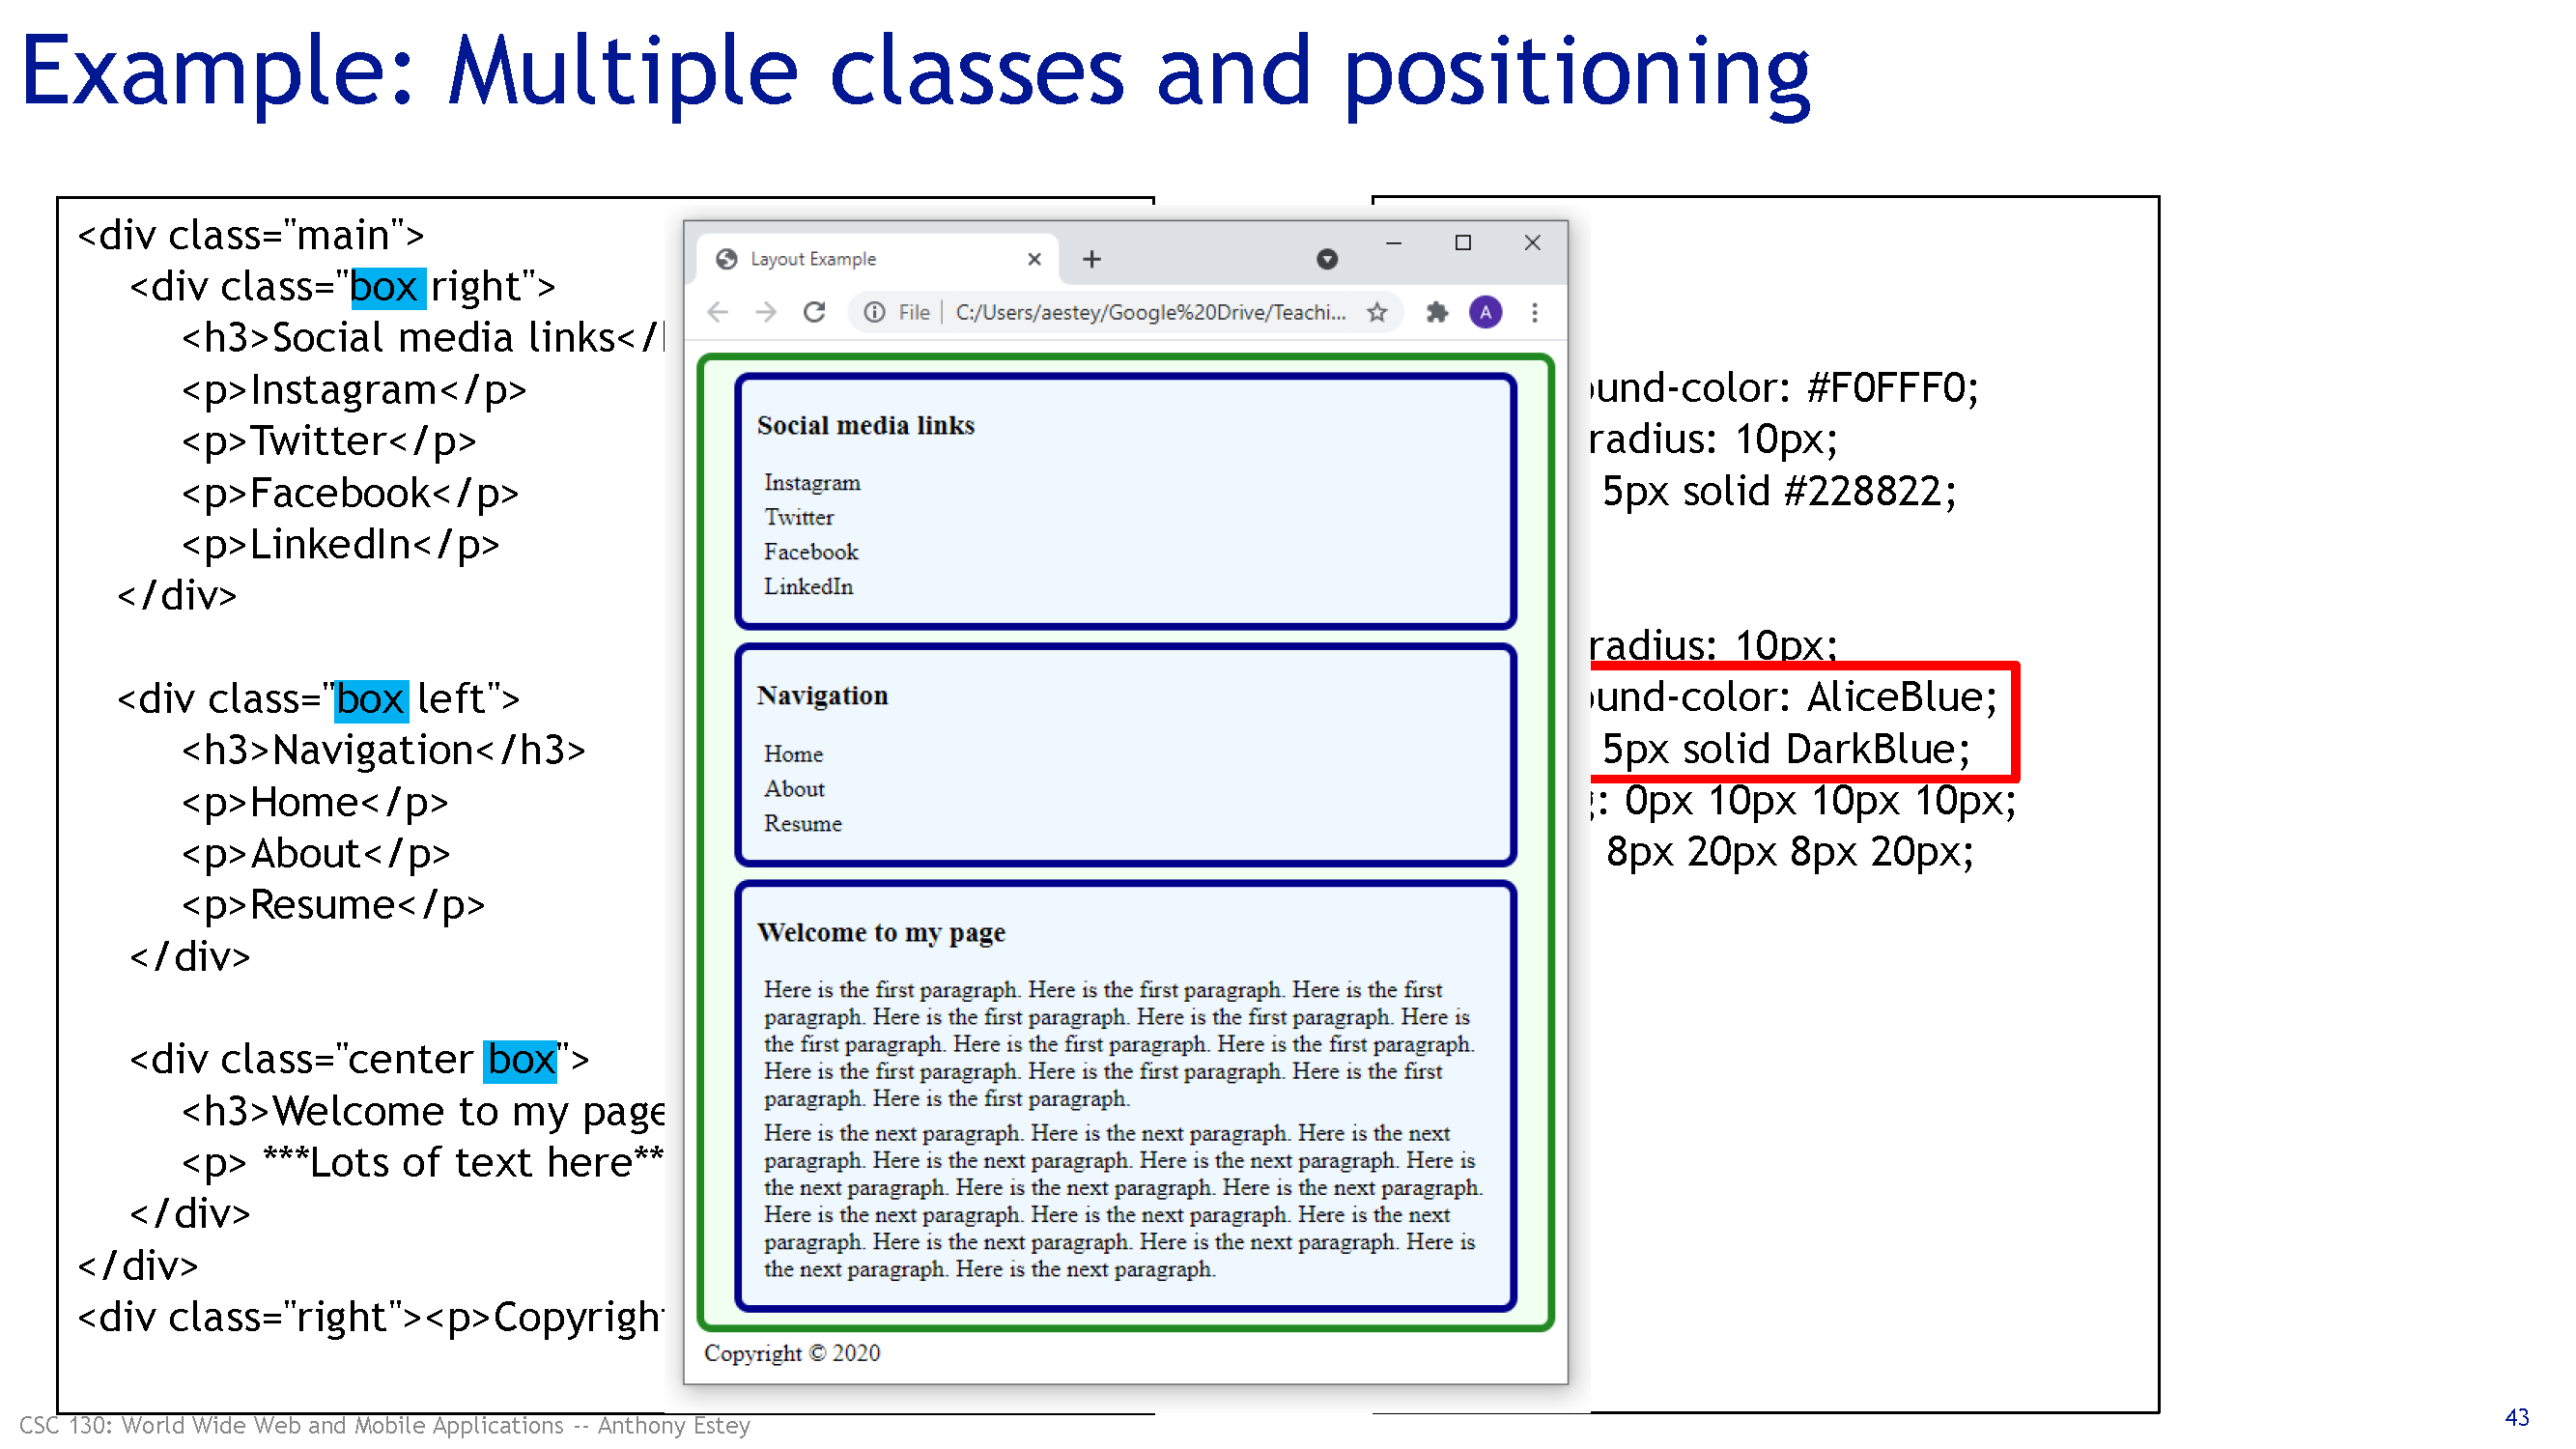 Example: Multiple classes and positioning
<div class="main">
<div class="box right">
<h3>Social media links</
<p>Instagram</p>
<p>Twitter</p>
<p>Facebook</p>
<p>LinkedIn</p>
</div>
<div class="box left">
<h3>Navigation</h3>
<p>Home</p>
<p>About</p>
<p>Resume</p>
</div>
<div class="center box">
<h3>Welcome to my page
<p> ***Lots of text here**
</div>
</div>
<div class="right"><p>Copyrigh
Layout Example
File | C:/Users/aestey/Google%20Drive/Teachi...
A
Social media links
Instagram
Twitter
Facebook
LinkedIn
Navigation
Home
About
Resume
Welcome to my page
Here is the first paragraph. Here is the first paragraph. Here is the first
paragraph. Here is the first paragraph. Here is the first paragraph. Here is
the first paragraph. Here is the first paragraph. Here is the first paragraph.
Here is the first paragraph. Here is the first paragraph. Here is the first
paragraph. Here is the first paragraph.
Here is the next paragraph. Here is the next paragraph. Here is the next
paragraph. Here is the next paragraph. Here is the next paragraph. Here is
the next paragraph. Here is the next paragraph. Here is the next paragraph.
Here is the next paragraph. Here is the next paragraph. Here is the next
paragraph. Here is the next paragraph. Here is the next paragraph. Here is
the next paragraph. Here is the next paragraph.
Copyright © 2020
und-color: #F0FFF0;
radius: 10px;
5px solid #228822;
radius: 10px;
und-color: AliceBlue;
5px solid DarkBlue;
: 0px 10px 10px 10px;
8px 20px 8px 20px;
CSC 130: World Wide Web and Mobile Applications -- Anthony Estey
43